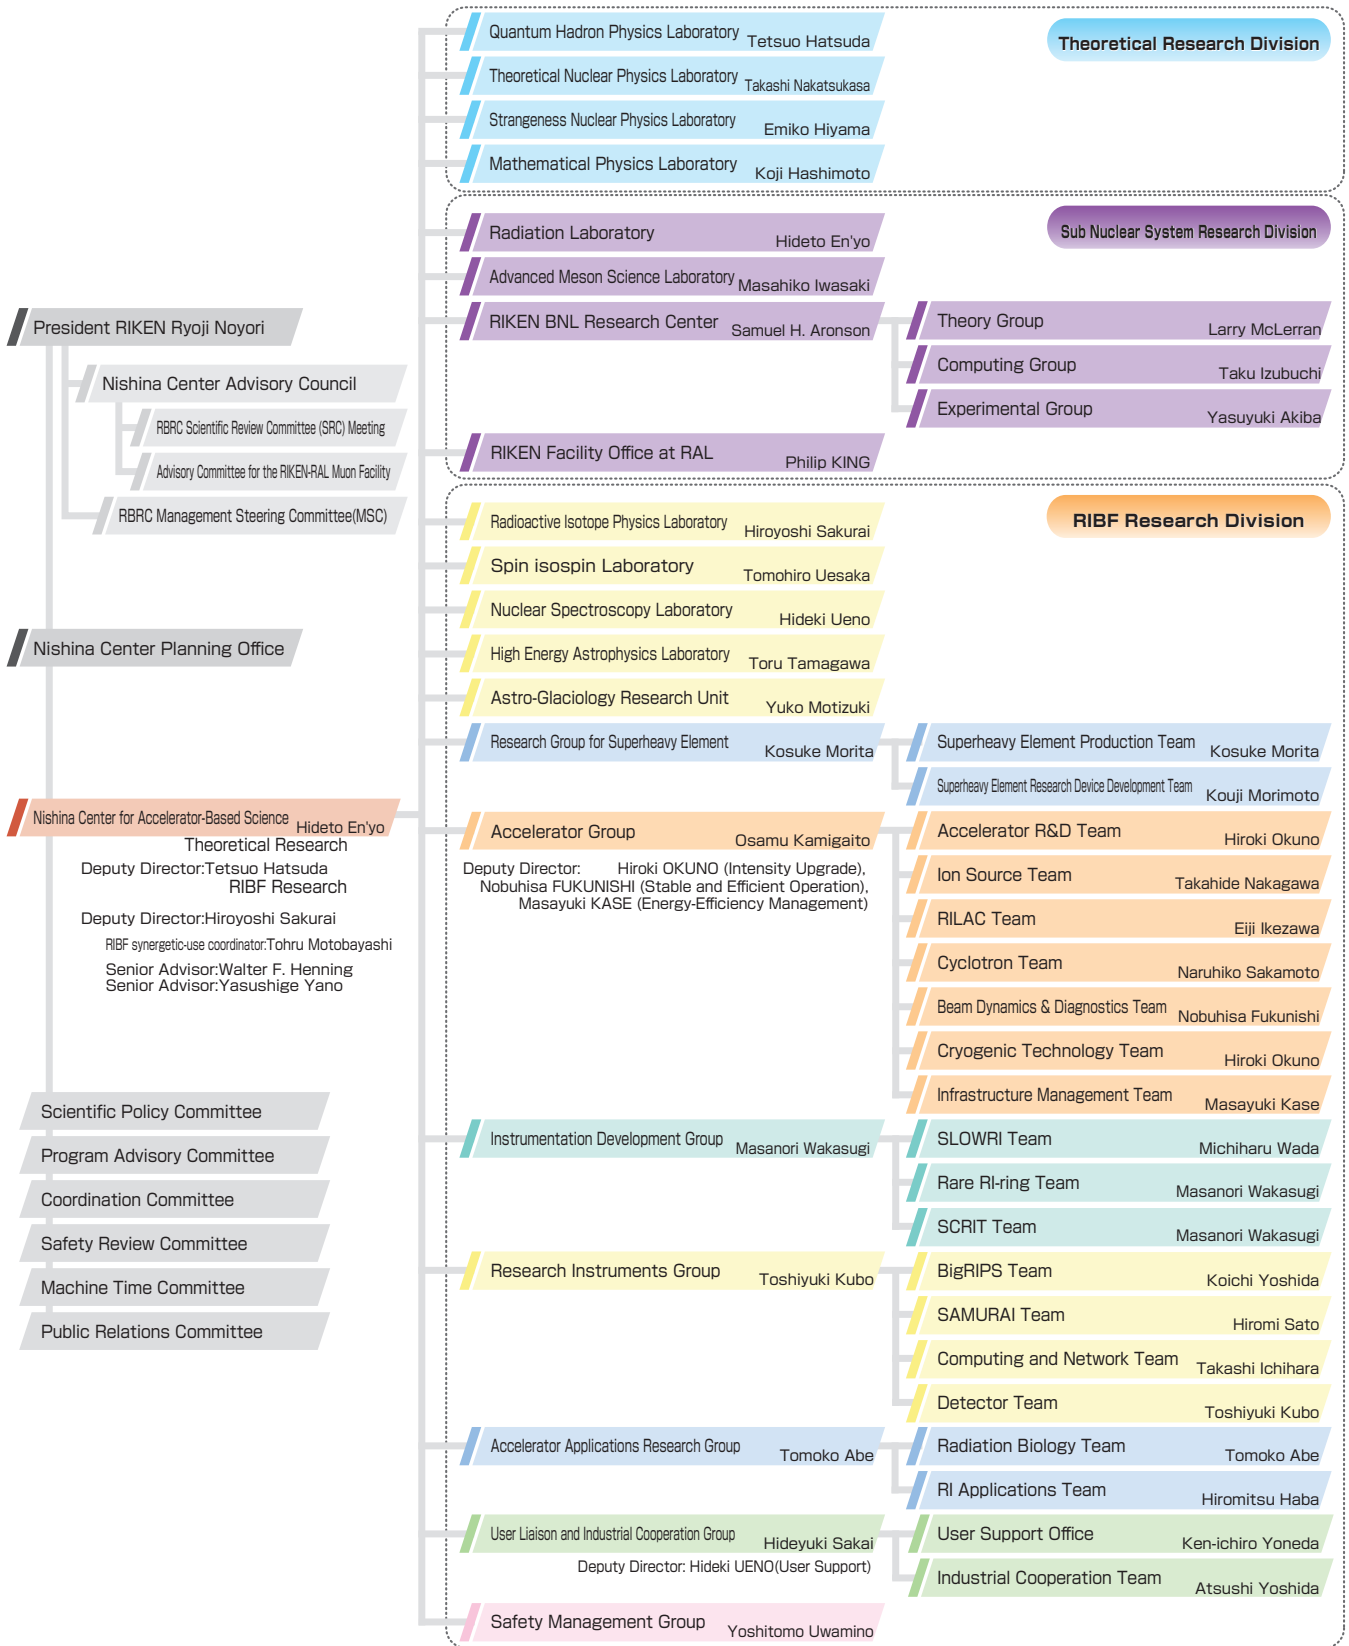 Theoretical Research Division
Quantum Hadron Physics Laboratory Tetsuo Hatsuda
Theoretical Nuclear Physics Laboratory Takashi Nakatsukasa
Strangeness Nuclear Physics Laboratory Emiko Hiyama
Mathematical Physics Laboratory Koji Hashimoto
Sub Nuclear System Research Division
Radiation Laboratory Hideto En'yo
Advanced Meson Science Laboratory Masahiko Iwasaki
RIKEN BNL Research Center Samuel H. Aronson
Theory Group Larry McLerran
Computing Group Taku Izubuchi
Experimental Group Yasuyuki Akiba
RIKEN Facility Office at RAL Philip KING
President RIKEN Ryoji Noyori
Nishina Center Advisory Council
RBRC Scientific Review Committee (SRC) Meeting
Advisory Committee for the RIKEN-RAL Muon Facility
RBRC Management Steering Committee(MSC)
Nishina Center Planning Office
Nishina Center for Accelerator-Based Science Hideto En'yo
Theoretical Research
Deputy Director:Tetsuo Hatsuda
RIBF Research
Deputy Director:Hiroyoshi Sakurai
RIBF synergetic-use coordinator:Tohru Motobayashi
Senior Advisor:Walter F. Henning
Senior Advisor:Yasushige Yano
Scientific Policy Committee
Program Advisory Committee
Coordination Committee
Safety Review Committee
Machine Time Committee
Public Relations Committee
RIBF Research Division
Radioactive Isotope Physics Laboratory Hiroyoshi Sakurai
Spin isospin Laboratory Tomohiro Uesaka
Nuclear Spectroscopy Laboratory Hideki Ueno
High Energy Astrophysics Laboratory Toru Tamagawa
Astro-Glaciology Research Unit Yuko Motizuki
Research Group for Superheavy Element Kosuke Morita
Superheavy Element Production Team Kosuke Morita
Superheavy Element Research Device Development Team Kouji Morimoto
Accelerator Group Osamu Kamigaito
Deputy Director: Hiroki OKUNO (Intensity Upgrade),
Nobuhisa FUKUNISHI (Stable and Efficient Operation),
Masayuki KASE (Energy-Efficiency Management)
Accelerator R&D Team Hiroki Okuno
Ion Source Team Takahide Nakagawa
RILAC Team Eiji Ikezawa
Cyclotron Team Naruhiko Sakamoto
Beam Dynamics & Diagnostics Team Nobuhisa Fukunishi
Cryogenic Technology Team Hiroki Okuno
Infrastructure Management Team Masayuki Kase
Instrumentation Development Group Masanori Wakasugi
SLOWRI Team Michiharu Wada
Rare RI-ring Team Masanori Wakasugi
SCRIT Team Masanori Wakasugi
Research Instruments Group Toshiyuki Kubo
BigRIPS Team Koichi Yoshida
SAMURAI Team Hiromi Sato
Computing and Network Team Takashi Ichihara
Detector Team Toshiyuki Kubo
Accelerator Applications Research Group Tomoko Abe
Radiation Biology Team Tomoko Abe
RI Applications Team Hiromitsu Haba
User Liaison and Industrial Cooperation Group Hideyuki Sakai
Deputy Director: Hideki UENO(User Support)
User Support Office Ken-ichiro Yoneda
Industrial Cooperation Team Atsushi Yoshida
Safety Management Group Yoshitomo Uwamino